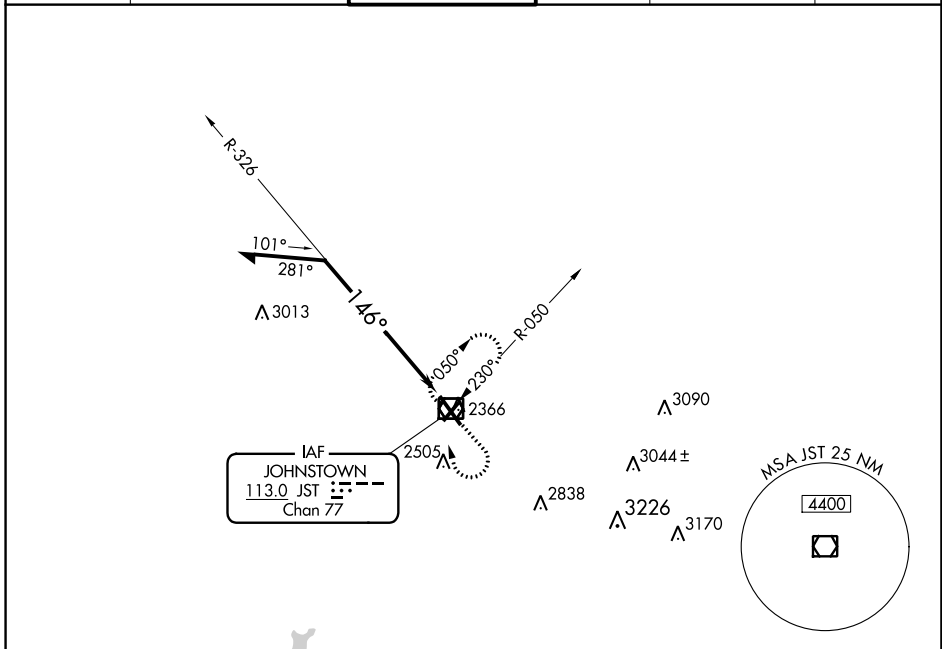 R-326
101°
281°
3013
146°
R-050
050°
230°
2366
3090
IAF
JOHNSTOWN
113.0 JST
Chan 77
2505
3044±
2838
3226
3170
MSA JST 25 NM
4400